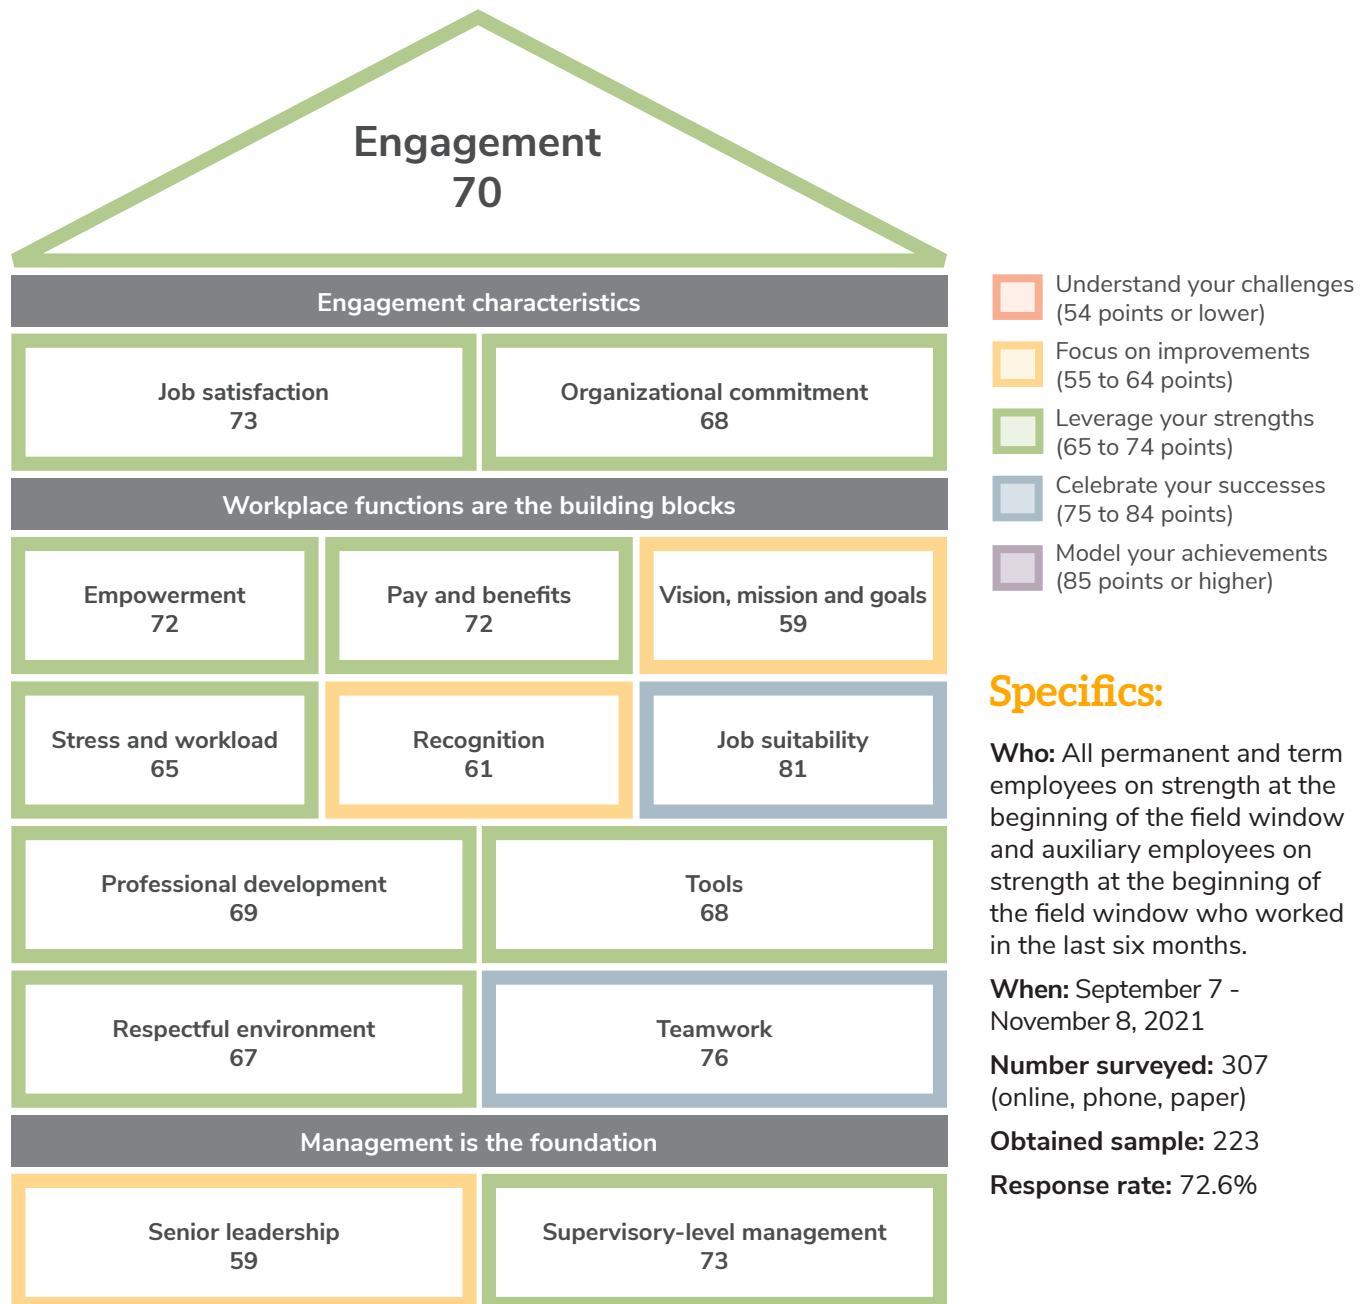 Engagement
70
Engagement characteristics
Job satisfaction
73
Organizational commitment
68
Workplace functions are the building blocks
Empowerment
72
Pay and benefits
72
Vision, mission and goals
59
Stress and workload
65
Recognition
61
Job suitability
81
Professional development
69
Tools
68
Respectful environment
67
Teamwork
76
Management is the foundation
Senior leadership
59
Supervisory-level management
73
Understand your challenges
(54 points or lower)
Focus on improvements
(55 to 64 points)
Leverage your strengths
(65 to 74 points)
Celebrate your successes
(75 to 84 points)
Model your achievements
(85 points or higher)
Specifics:
Who: All permanent and term
employees on strength at the
beginning of the field window
and auxiliary employees on
strength at the beginning of
the field window who worked
in the last six months.
When: September 7 -
November 8, 2021
Number surveyed: 307
(online, phone, paper)
Obtained sample: 223
Response rate: 72.6%